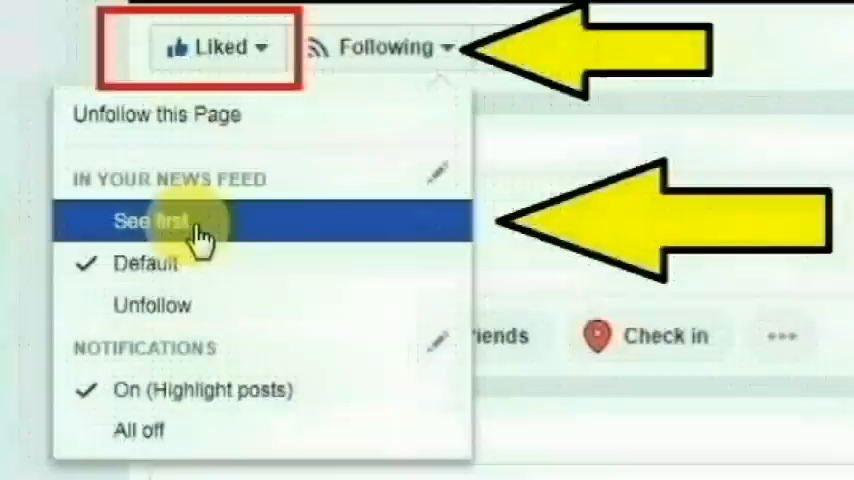 Liked
Following
Unfollow this Page
IN YOUR NEWS FEED
See first
Default
Unfollow
iends
Check in
NOTIFICATIONS
On (Highlight posts)
All off